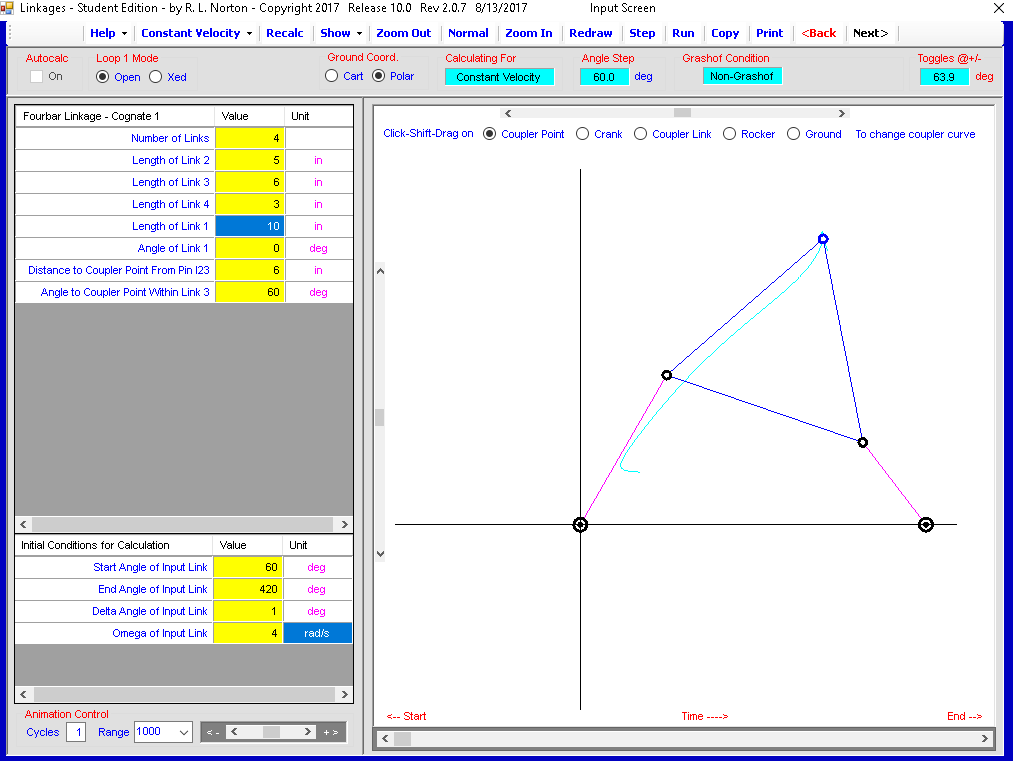 Linkages - Student Edition - by R. L. Norton - Copyright 2017 Release 10.0 Rev 2.0.7 8/13/2017 Input Screen
Help Constant Velocity Recalc Show Zoom Out Normal Zoom In Redraw Step Run Copy Print <Back Next>
Autocalc Loop 1 Mode Ground Coord. Calculating For Angle Step Grashof Condition Toggles @+/-
On Open Xed Cart Polar Constant Velocity 60.0 deg Non-Grashof 63.9 deg
Fourbar Linkage - Cognate 1 Value Unit
Number of Links 4
Length of Link 2 5 in
Length of Link 3 6 in
Length of Link 4 3 in
Length of Link 1 10 in
Angle of Link 1 0 deg
Distance to Coupler Point From Pin I23 6 in
Angle to Coupler Point Within Link 3 60 deg
Click-Shift-Drag on Coupler Point Crank Coupler Link Rocker Ground To change coupler curve
Initial Conditions for Calculation Value Unit
Start Angle of Input Link 60 deg
End Angle of Input Link 420 deg
Delta Angle of Input Link 1 deg
Omega of Input Link 4 rad/s
Animation Control
Cycles 1 Range 1000 < - + >
<-- Start Time ----> End -->